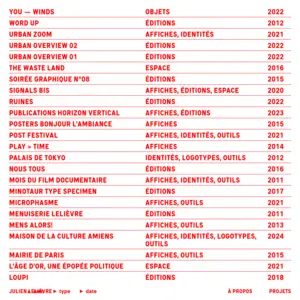 YOU — WINDS OBJETS 2022
WORD UP ÉDITIONS 2012
URBAN ZOOM AFFICHES, IDENTITÉS 2021
URBAN OVERVIEW 02 ÉDITIONS 2022
URBAN OVERVIEW 01 ÉDITIONS 2022
THE WASTE LAND ESPACE 2016
SOIRÉE GRAPHIQUE N°08 ÉDITIONS 2015
SIGNALS BIS AFFICHES, ÉDITIONS, ESPACE 2020
RUINES ÉDITIONS 2022
PUBLICATIONS HORIZON VERTICAL AFFICHES, ÉDITIONS 2023
POSTERS BONJOUR L'AMBIANCE AFFICHES 2015
POST FESTIVAL AFFICHES, IDENTITÉS, OUTILS 2021
PLAY > TIME AFFICHES 2014
PALAIS DE TOKYO IDENTITÉS, LOGOTYPES, OUTILS 2012
NOUS TOUS ÉDITIONS 2016
MOIS DU FILM DOCUMENTAIRE AFFICHES, IDENTITÉS, OUTILS 2011
MINOTAUR TYPE SPECIMEN ÉDITIONS 2017
MICROPHASME AFFICHES, OUTILS 2021
MENUISERIE LELIÈVRE ÉDITIONS 2011
MENS ALORS! AFFICHES, OUTILS 2013
MAISON DE LA CULTURE AMIENS AFFICHES, IDENTITÉS, LOGOTYPES, 2024
OUTILS
MAIRIE DE PARIS AFFICHES, OUTILS 2015
L'ÂGE D'OR, UNE ÉPOPÉE POLITIQUE ESPACE 2021
LOUPI ÉDITIONS 2018
JULIEN LELIÈVRE ▶ type ▶ date À PROPOS PROJETS